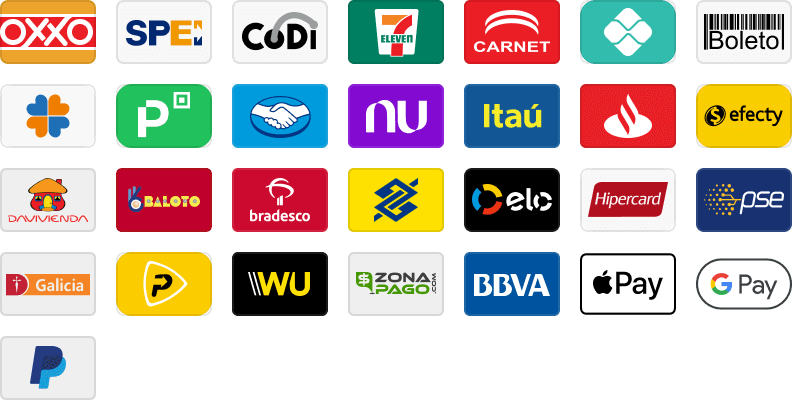 OXXO
SPEI
CODI
7
ELEVEN
CARNET
Boleto
P
nu
Itaú
S efecty
DAVIVIENDA
BALOTO
bradesco
elo
Hipercard
pse
Galicia
P
WU
$ ZONA
PAGO.COM
BBVA
Pay
G Pay
P